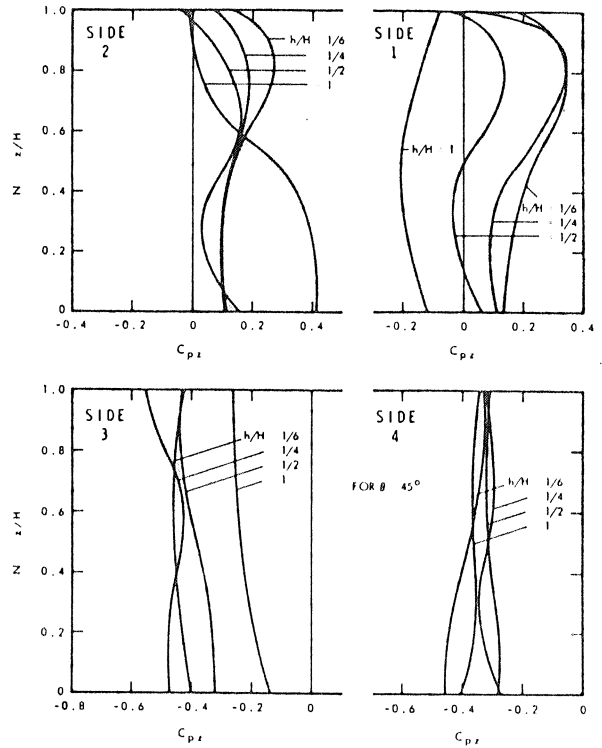 1.0
0.8
0.6
0.4
0.2
0
N z/H
SIDE
2
h/H 1/6
1/4
1/2
1
-0.4 -0.2 0 0.2 0.4
C p z
SIDE
1
h/H 1
h/H 1/6
1/4
1/2
-0.2 0 0.2 0.4
C p z
1.0
0.8
0.6
0.4
0.2
0
N z/H
SIDE
3
h/H 1/6
1/4
1/2
1
-0.8 -0.6 -0.4 -0.2 0
C p z
SIDE
4
FOR θ 45°
h/H 1/6
1/4
1/2
1
-0.6 -0.4 -0.2 0
C p z